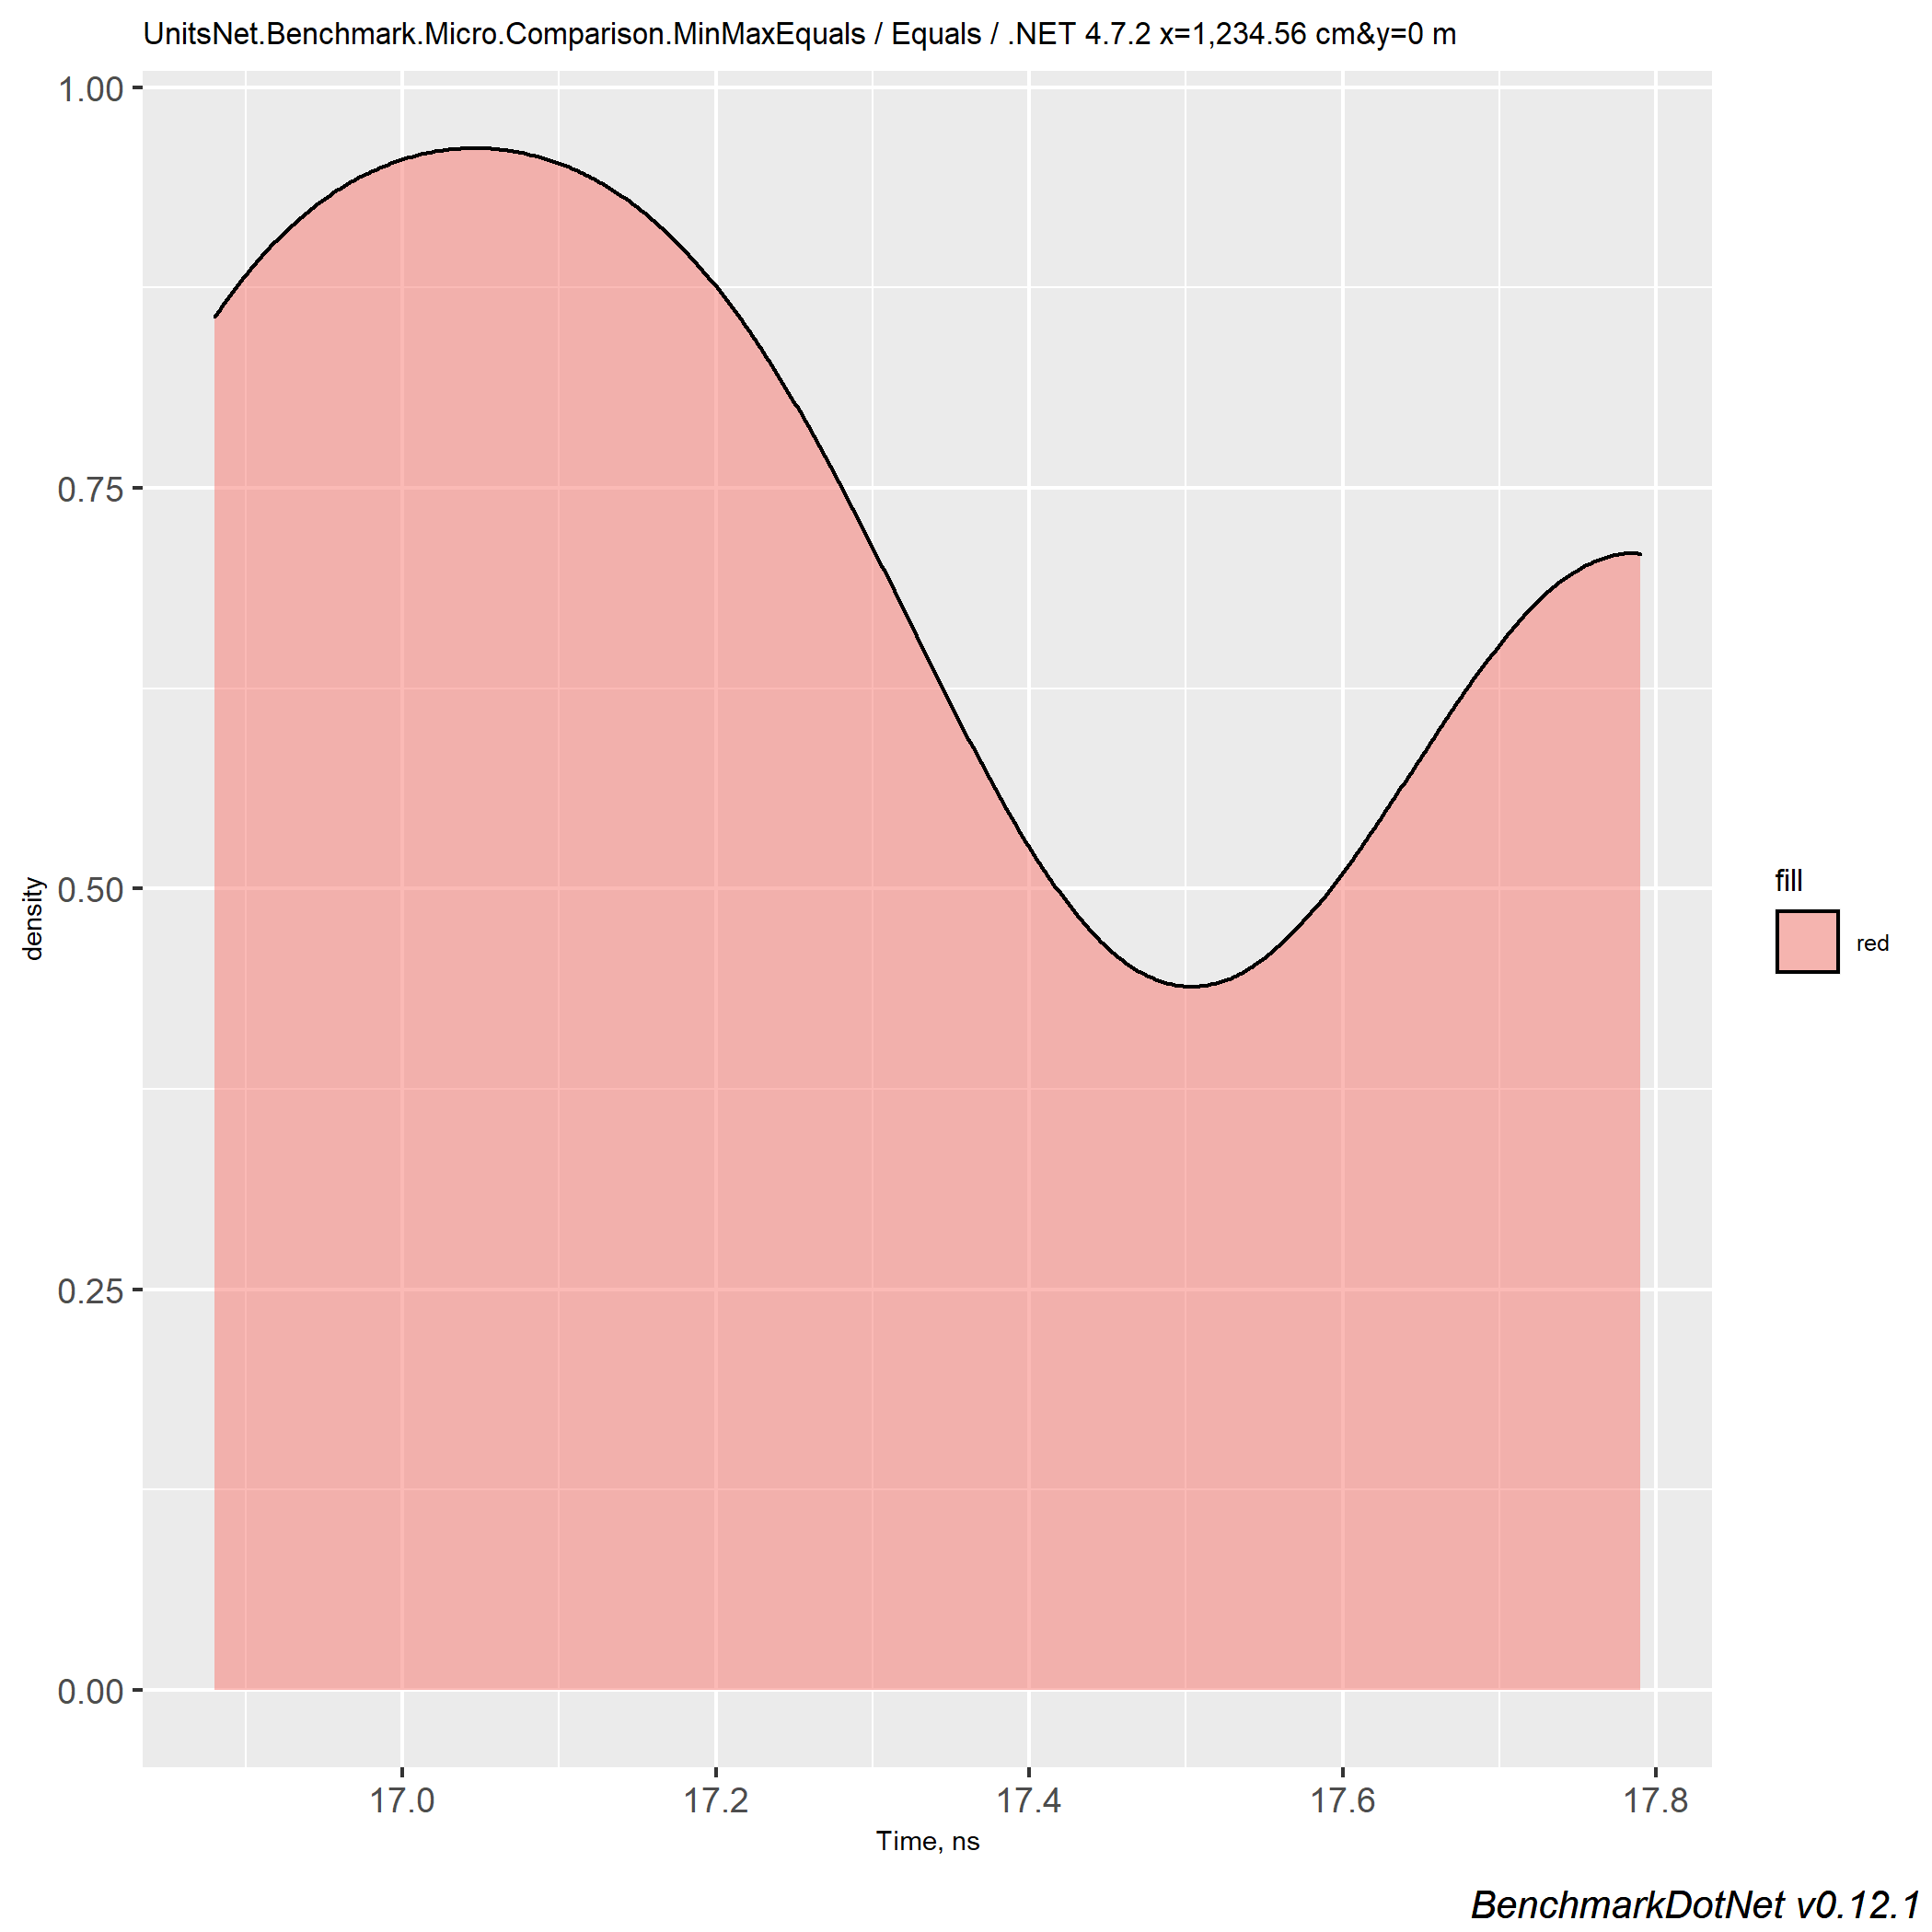 UnitsNet.Benchmark.Micro.Comparison.MinMaxEquals / Equals / .NET 4.7.2 x=1,234.56 cm&y=0 m
1.00
0.75
0.50
0.25
0.00
density
17.0 17.2 17.4 17.6 17.8
Time, ns
fill
red
BenchmarkDotNet v0.12.1